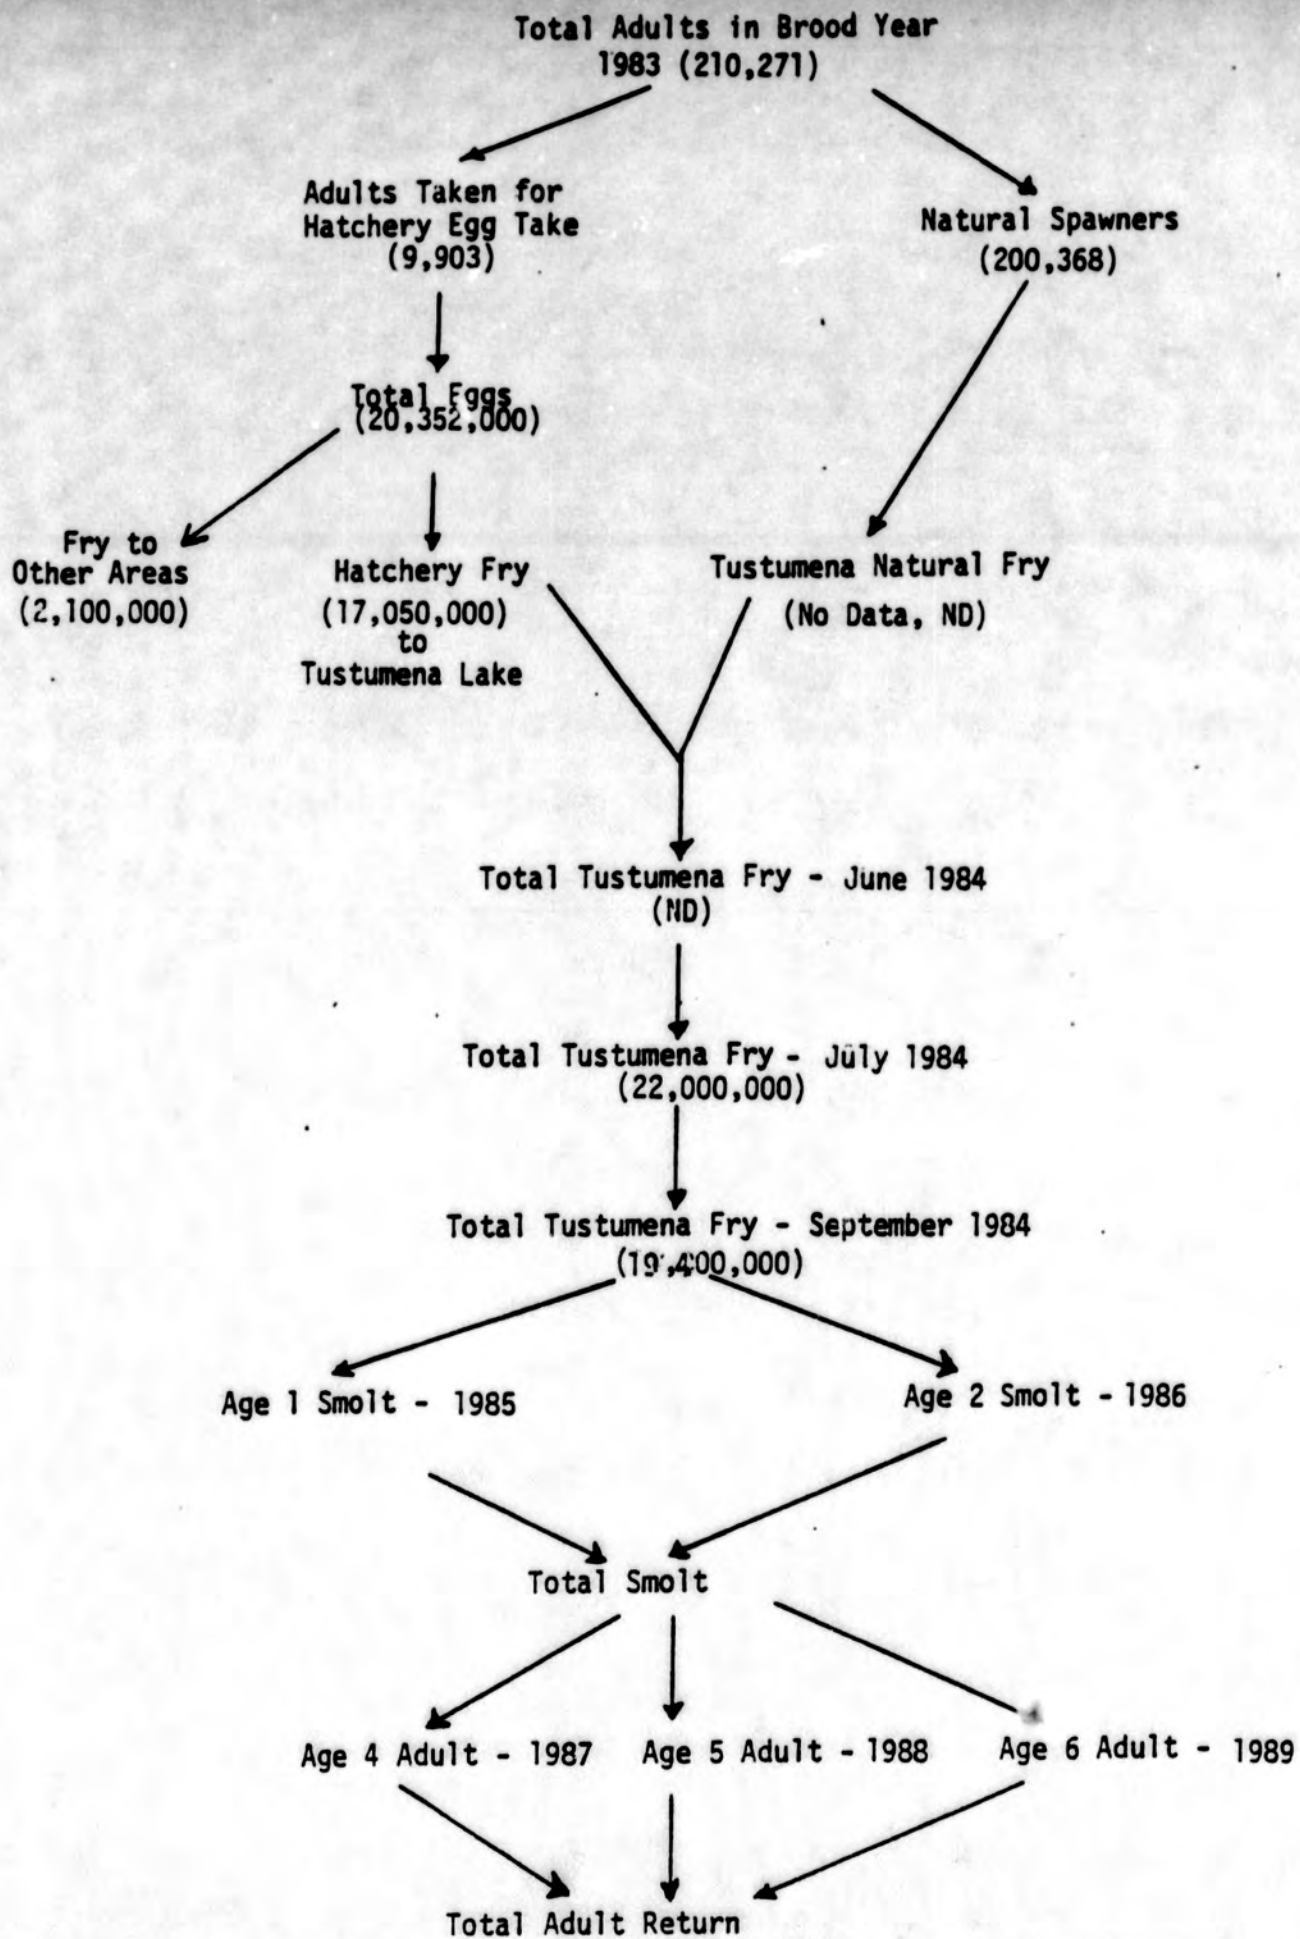 Total Adults in Brood Year
1983 (210,271)
Adults Taken for
Hatchery Egg Take
(9,903)
Natural Spawners
(200,368)
Total Eggs
(20,352,000)
Fry to
Other Areas
(2,100,000)
Hatchery Fry
(17,050,000)
to
Tustumena Lake
Tustumena Natural Fry
(No Data, ND)
Total Tustumena Fry - June 1984
(ND)
Total Tustumena Fry - July 1984
(22,000,000)
Total Tustumena Fry - September 1984
(19,400,000)
Age 1 Smolt - 1985
Age 2 Smolt - 1986
Total Smolt
Age 4 Adult - 1987
Age 5 Adult - 1988
Age 6 Adult - 1989
Total Adult Return